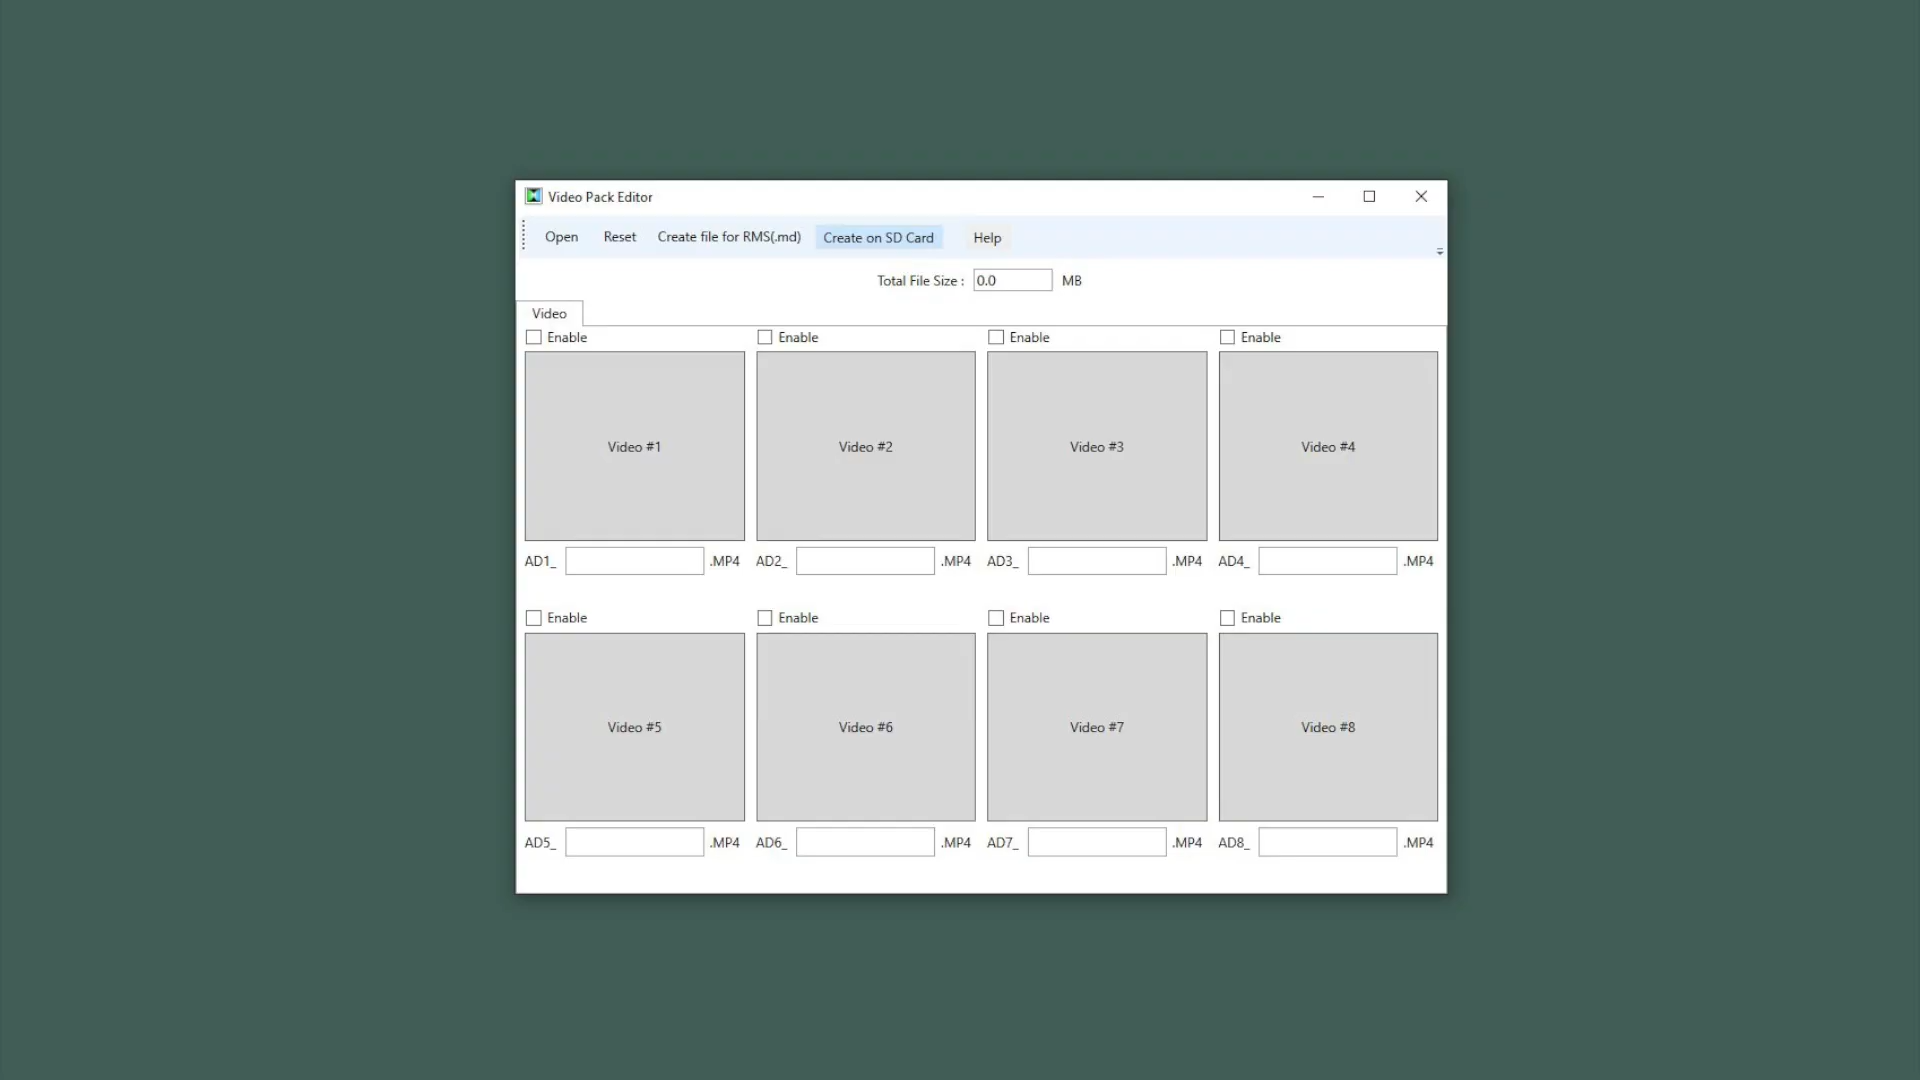 Video Pack Editor
Open Reset Create file for RMS(.md) Create on SD Card Help
Total File Size : 0.0 MB
Video
Enable Enable Enable Enable
Video #1 Video #2 Video #3 Video #4
AD1_ .MP4 AD2_ .MP4 AD3_ .MP4 AD4_ .MP4
Enable Enable Enable Enable
Video #5 Video #6 Video #7 Video #8
AD5_ .MP4 AD6_ .MP4 AD7_ .MP4 AD8_ .MP4